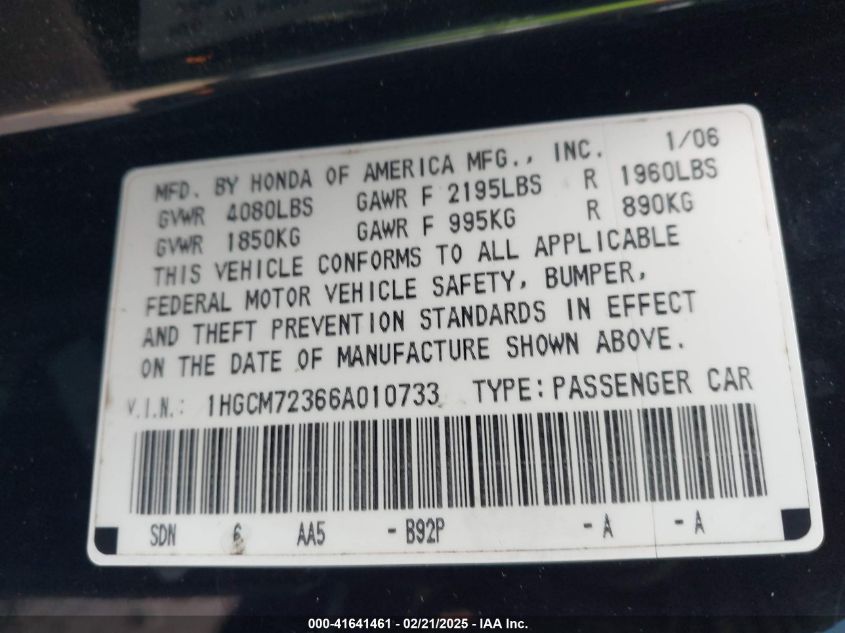 MFD. BY HONDA OF AMERICA MFG., INC. 1/06
GVWR 4080LBS GAWR F 2195LBS R 1960LBS
GVWR 1850KG GAWR F 995KG R 890KG
THIS VEHICLE CONFORMS TO ALL APPLICABLE
FEDERAL MOTOR VEHICLE SAFETY, BUMPER,
AND THEFT PREVENTION STANDARDS IN EFFECT
ON THE DATE OF MANUFACTURE SHOWN ABOVE.
V.I.N.: 1HGCM72366A010733 TYPE: PASSENGER CAR
SDN 6 AA5 - B92P - A - A
000-41641461 - 02/21/2025 - IAA Inc.